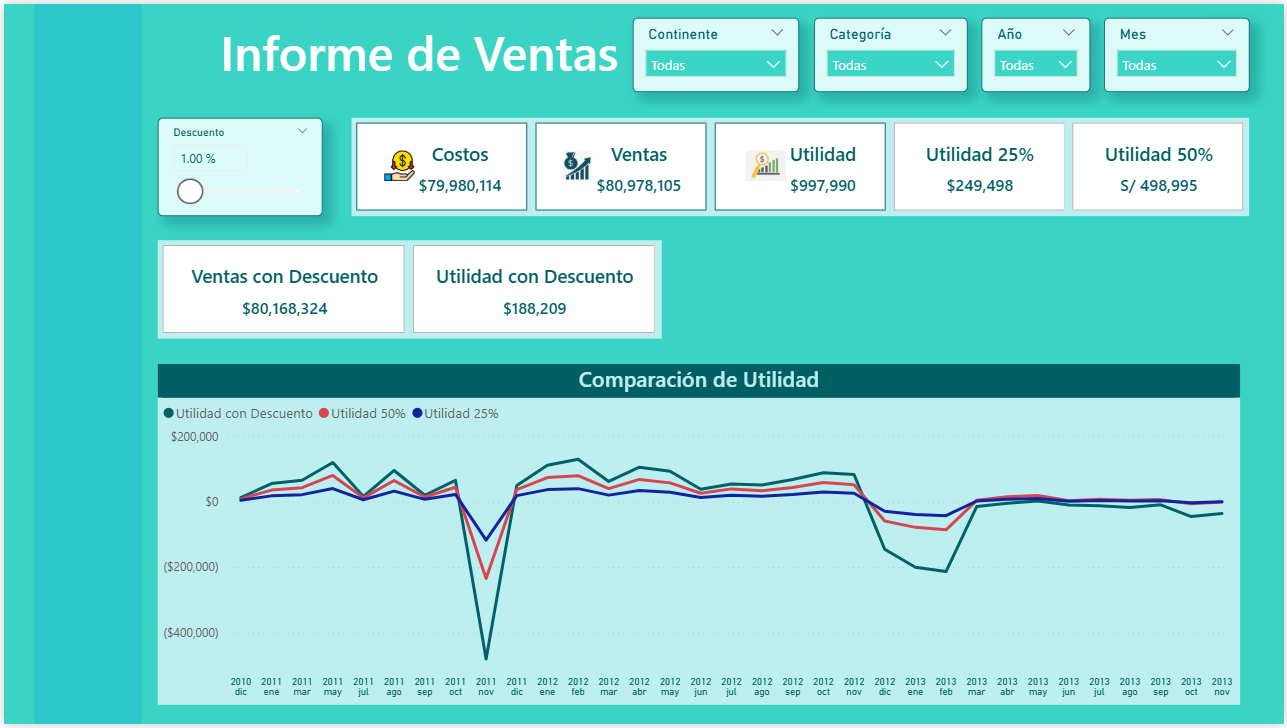 Informe de Ventas
Continente
Todas
Categoría
Todas
Año
Todas
Mes
Todas
Descuento
1.00 %
Costos
$79,980,114
Ventas
$80,978,105
Utilidad
$997,990
Utilidad 25%
$249,498
Utilidad 50%
S/ 498,995
Ventas con Descuento
$80,168,324
Utilidad con Descuento
$188,209
Comparación de Utilidad
Utilidad con Descuento Utilidad 50% Utilidad 25%
$200,000
$0
($200,000)
($400,000)
2010 2011 2011 2011 2011 2011 2011 2011 2011 2011 2012 2012 2012 2012 2012 2012 2012 2012 2012 2012 2012 2012 2013 2013 2013 2013 2013 2013 2013 2013 2013 2013 2013
dic ene mar may jul ago sep oct nov dic ene feb mar abr may jun jul ago sep oct nov dic ene feb mar abr may jun jul ago sep oct nov